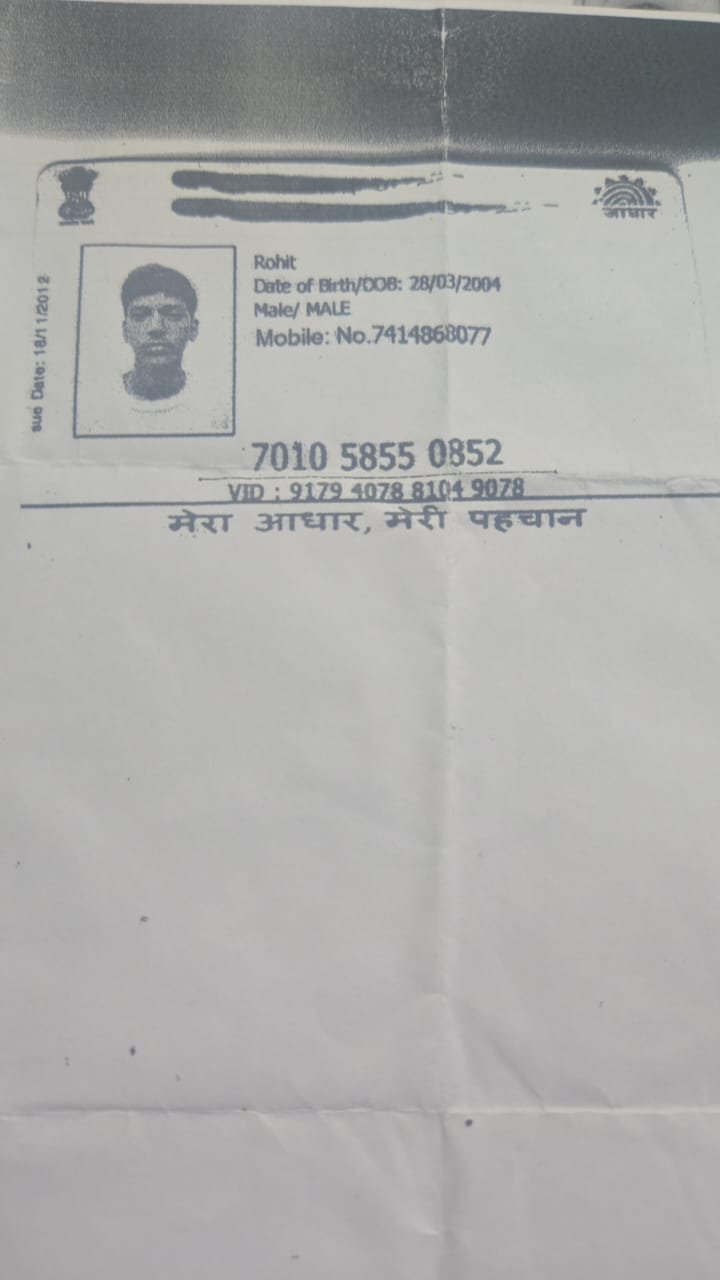 आधार
sue Date: 18/11/2012
Rohit
Date of Birth/DOB: 28/03/2004
Male/ MALE
Mobile: No.7414868077
7010 5855 0852
VID : 9179 4078 8104 9078
मेरा आधार, मेरी पहचान